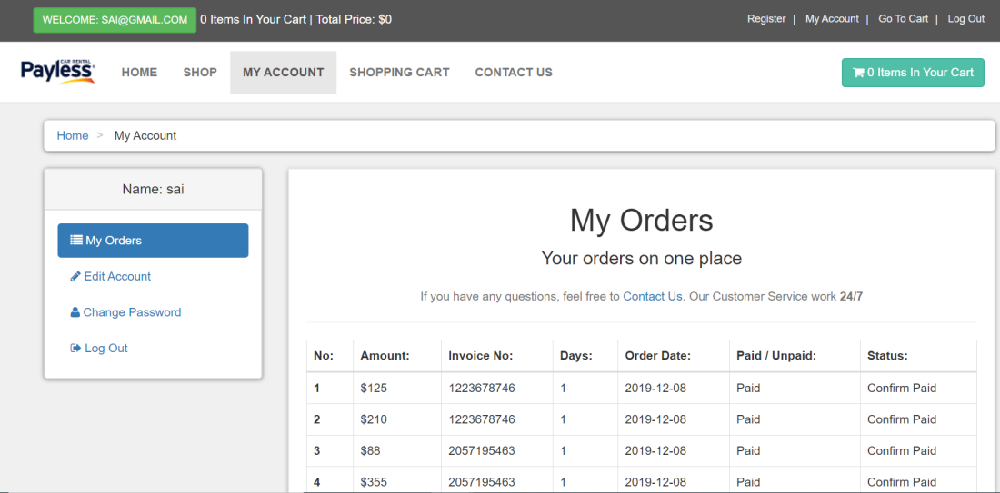 WELCOME: SAI@GMAIL.COM 0 Items In Your Cart | Total Price: $0
Register | My Account | Go To Cart | Log Out
CAR RENTAL
Payless
HOME SHOP MY ACCOUNT SHOPPING CART CONTACT US
0 Items In Your Cart
Home > My Account
Name: sai
My Orders
Edit Account
Change Password
Log Out
My Orders
Your orders on one place
If you have any questions, feel free to Contact Us. Our Customer Service work 24/7
No: Amount: Invoice No: Days: Order Date: Paid / Unpaid: Status:
1 $125 1223678746 1 2019-12-08 Paid Confirm Paid
2 $210 1223678746 1 2019-12-08 Paid Confirm Paid
3 $88 2057195463 1 2019-12-08 Paid Confirm Paid
4 $355 2057195463 1 2019-12-08 Paid Confirm Paid